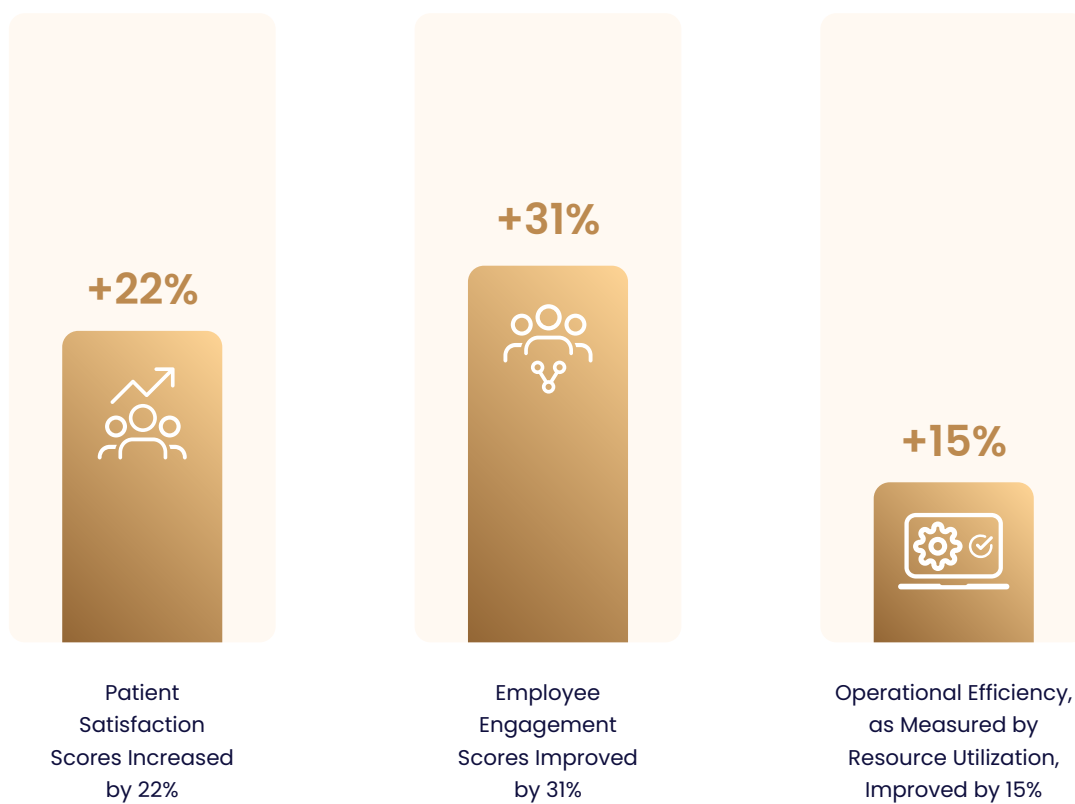 +22%
Patient
Satisfaction
Scores Increased
by 22%
+31%
Employee
Engagement
Scores Improved
by 31%
+15%
Operational Efficiency,
as Measured by
Resource Utilization,
Improved by 15%